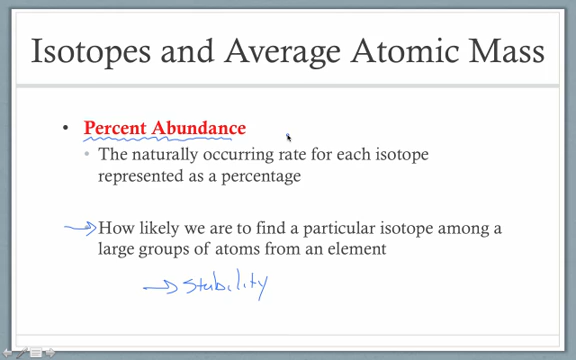 Isotopes and Average Atomic Mass
• Percent Abundance
• The naturally occurring rate for each isotope
represented as a percentage
How likely we are to find a particular isotope among a
large groups of atoms from an element
→ stability